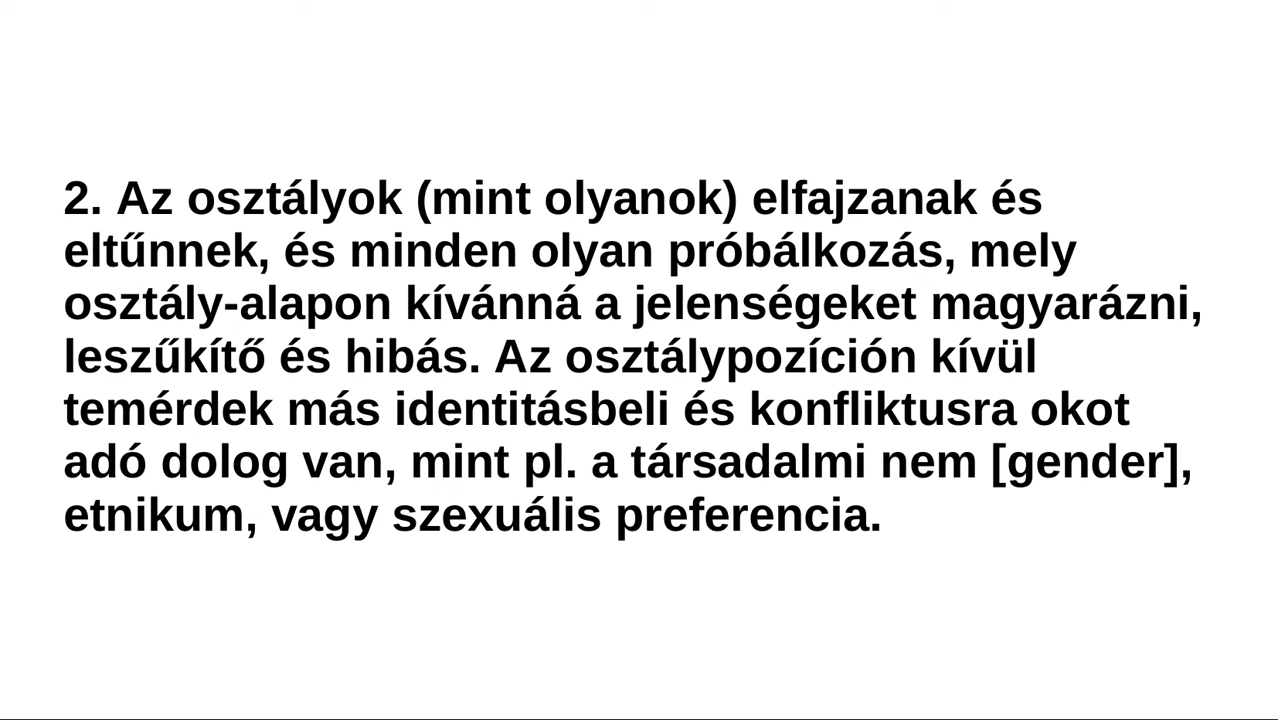 2. Az osztályok (mint olyanok) elfajzanak és
eltűnnek, és minden olyan próbálkozás, mely
osztály-alapon kívánná a jelenségeket magyarázni,
leszűkítő és hibás. Az osztálypozíción kívül
temérdek más identitásbeli és konfliktusra okot
adó dolog van, mint pl. a társadalmi nem [gender],
etnikum, vagy szexuális preferencia.